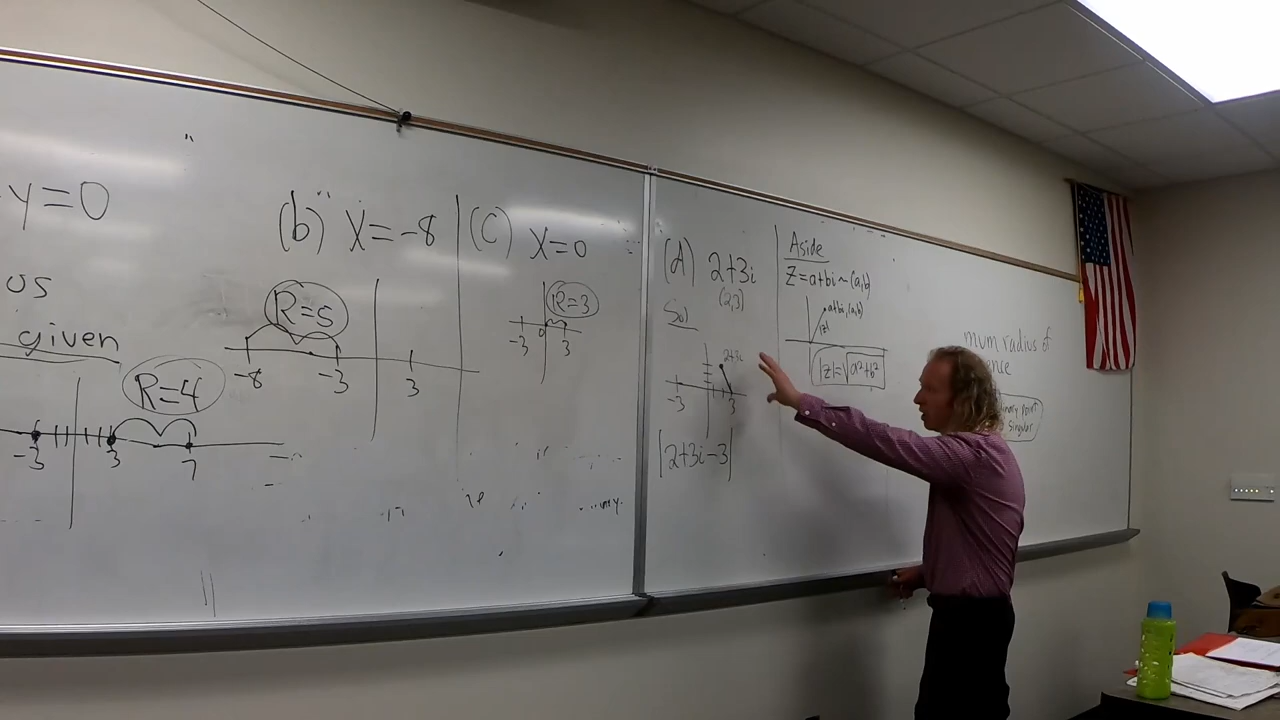 y=0
os
given
R=4
-3 3 7
(b) X=-8
R=5
-8 -3 3
(C) X=0
R=3
-3 0 3
(A) 2+3i
(2,3)
Sol
2+3i
-3 3
|2+3i-3|
Aside
Z=a+bi~(a,b)
a+bi,(a,b)
|z|
|z|=√a²+b²
mum radius of
ence
inary point
singular